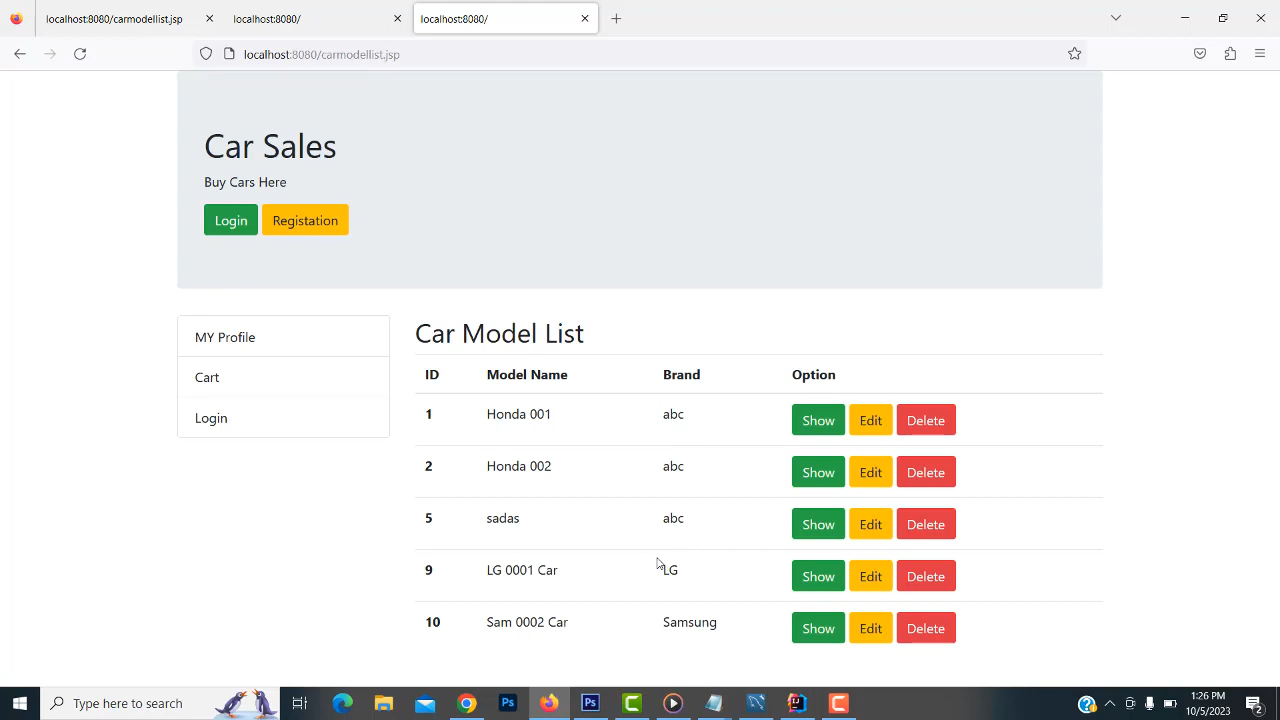 localhost:8080/carmodellist.jsp
localhost:8080/
localhost:8080/
localhost:8080/carmodellist.jsp
Car Sales
Buy Cars Here
Login Registation
MY Profile
Cart
Login
Car Model List
ID Model Name Brand Option
1 Honda 001 abc Show Edit Delete
2 Honda 002 abc Show Edit Delete
5 sadas abc Show Edit Delete
9 LG 0001 Car LG Show Edit Delete
10 Sam 0002 Car Samsung Show Edit Delete
Type here to search
Ps
Ps
1:26 PM
10/5/2023
2